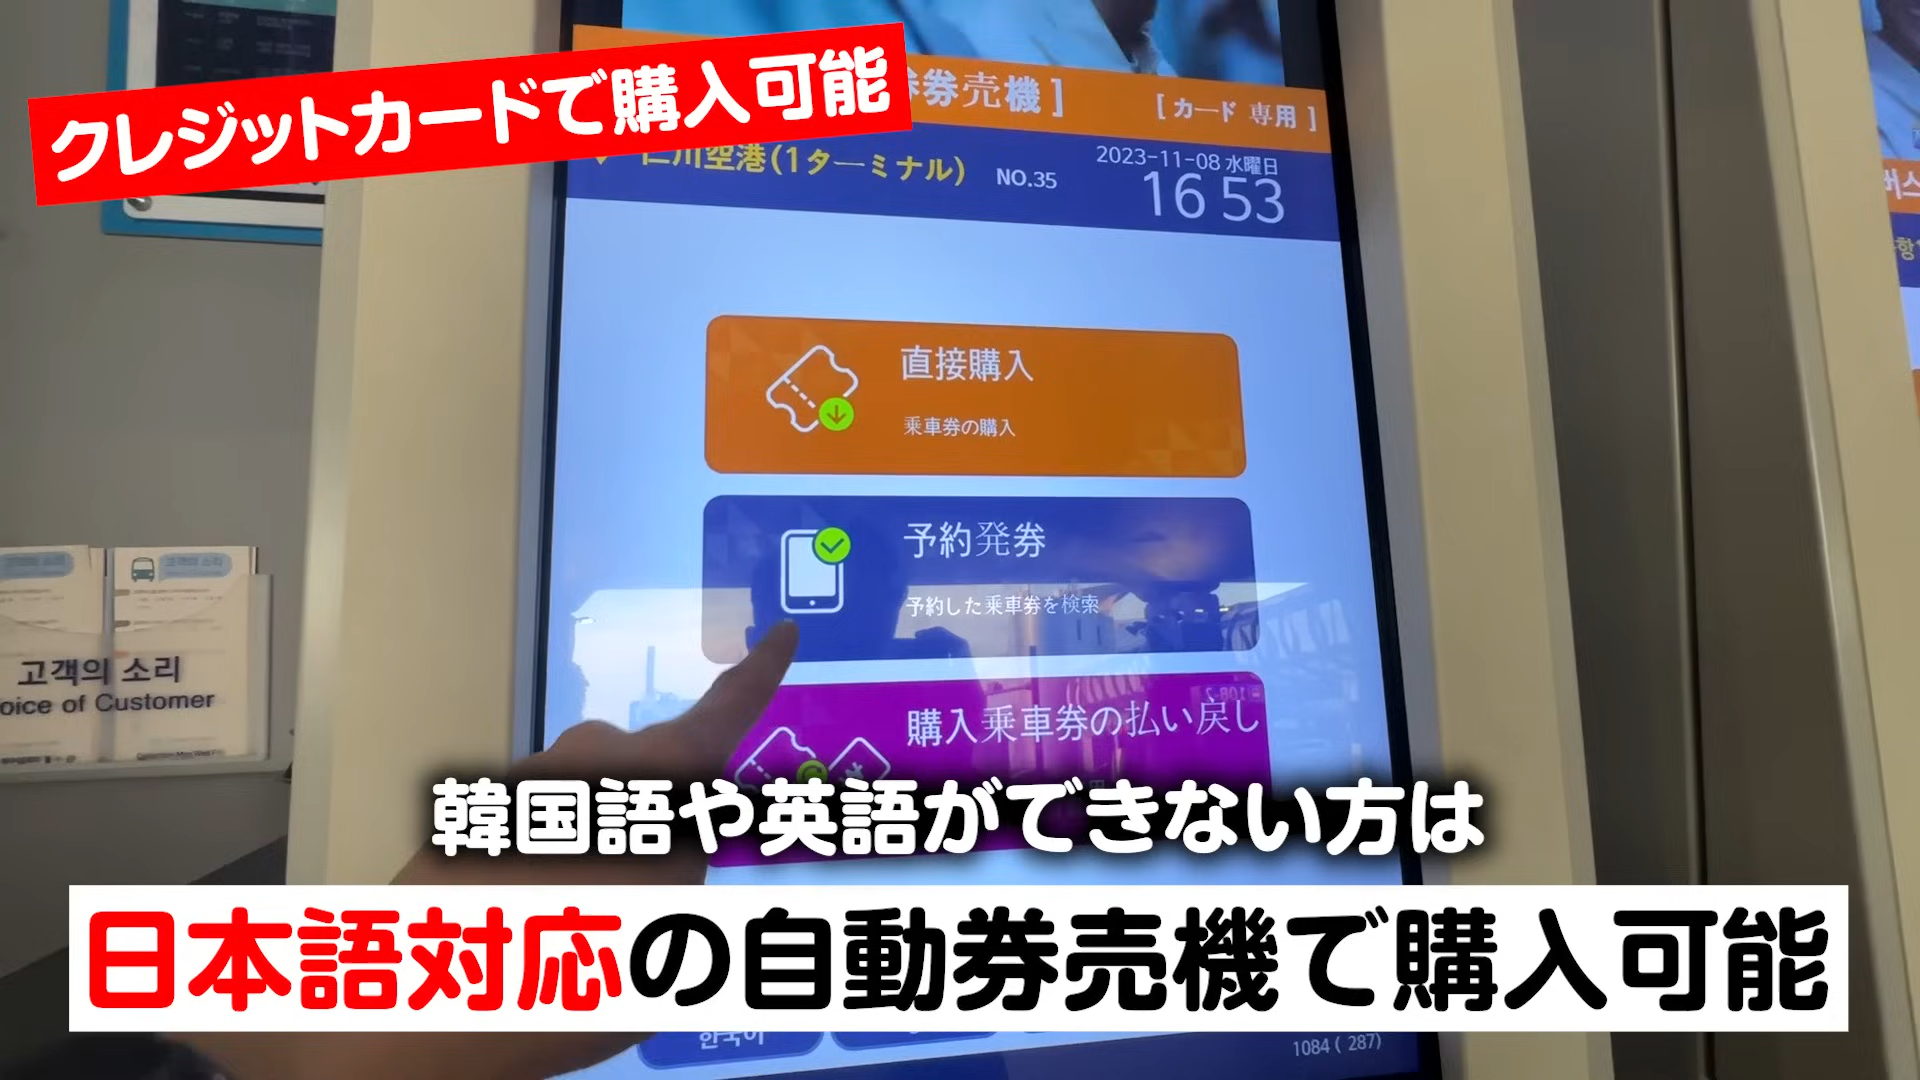 クレジットカードで購入可能
券売機］
［カード 専用］
仁川空港(1ターミナル)
NO.35
2023-11-08 水曜日
16 53
直接購入
乗車券の購入
予約発券
予約した乗車券を検索
購入乗車券の払い戻し
고객의 소리
oice of Customer
韓国語や英語ができない方は
日本語対応の自動券売機で購入可能
한국어
1084 ( 287)